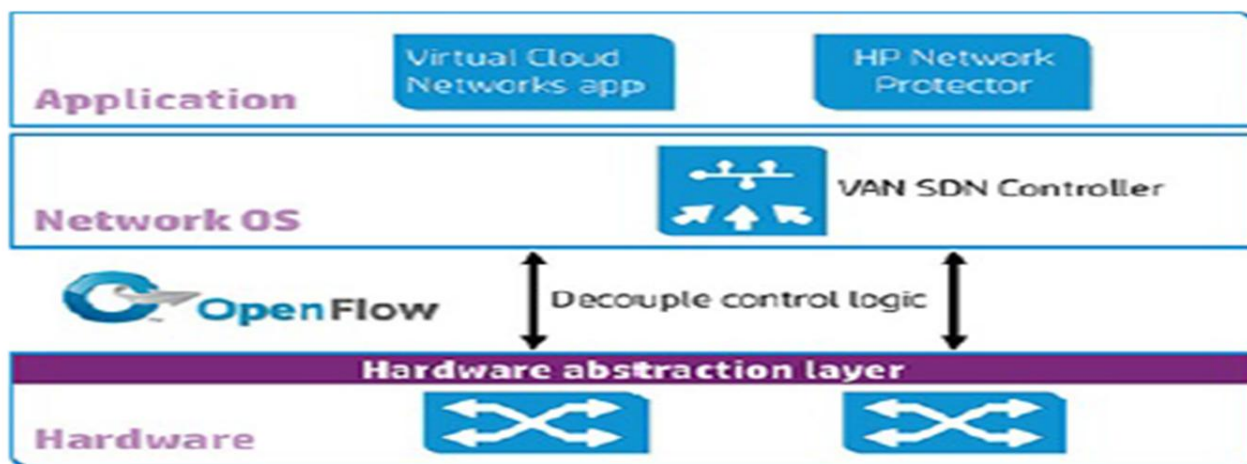 Virtual Cloud
Networks app
HP Network
Protector
Application
VAN SDN Controller
Network OS
OpenFlow
Decouple control logic
Hardware abstraction layer
Hardware